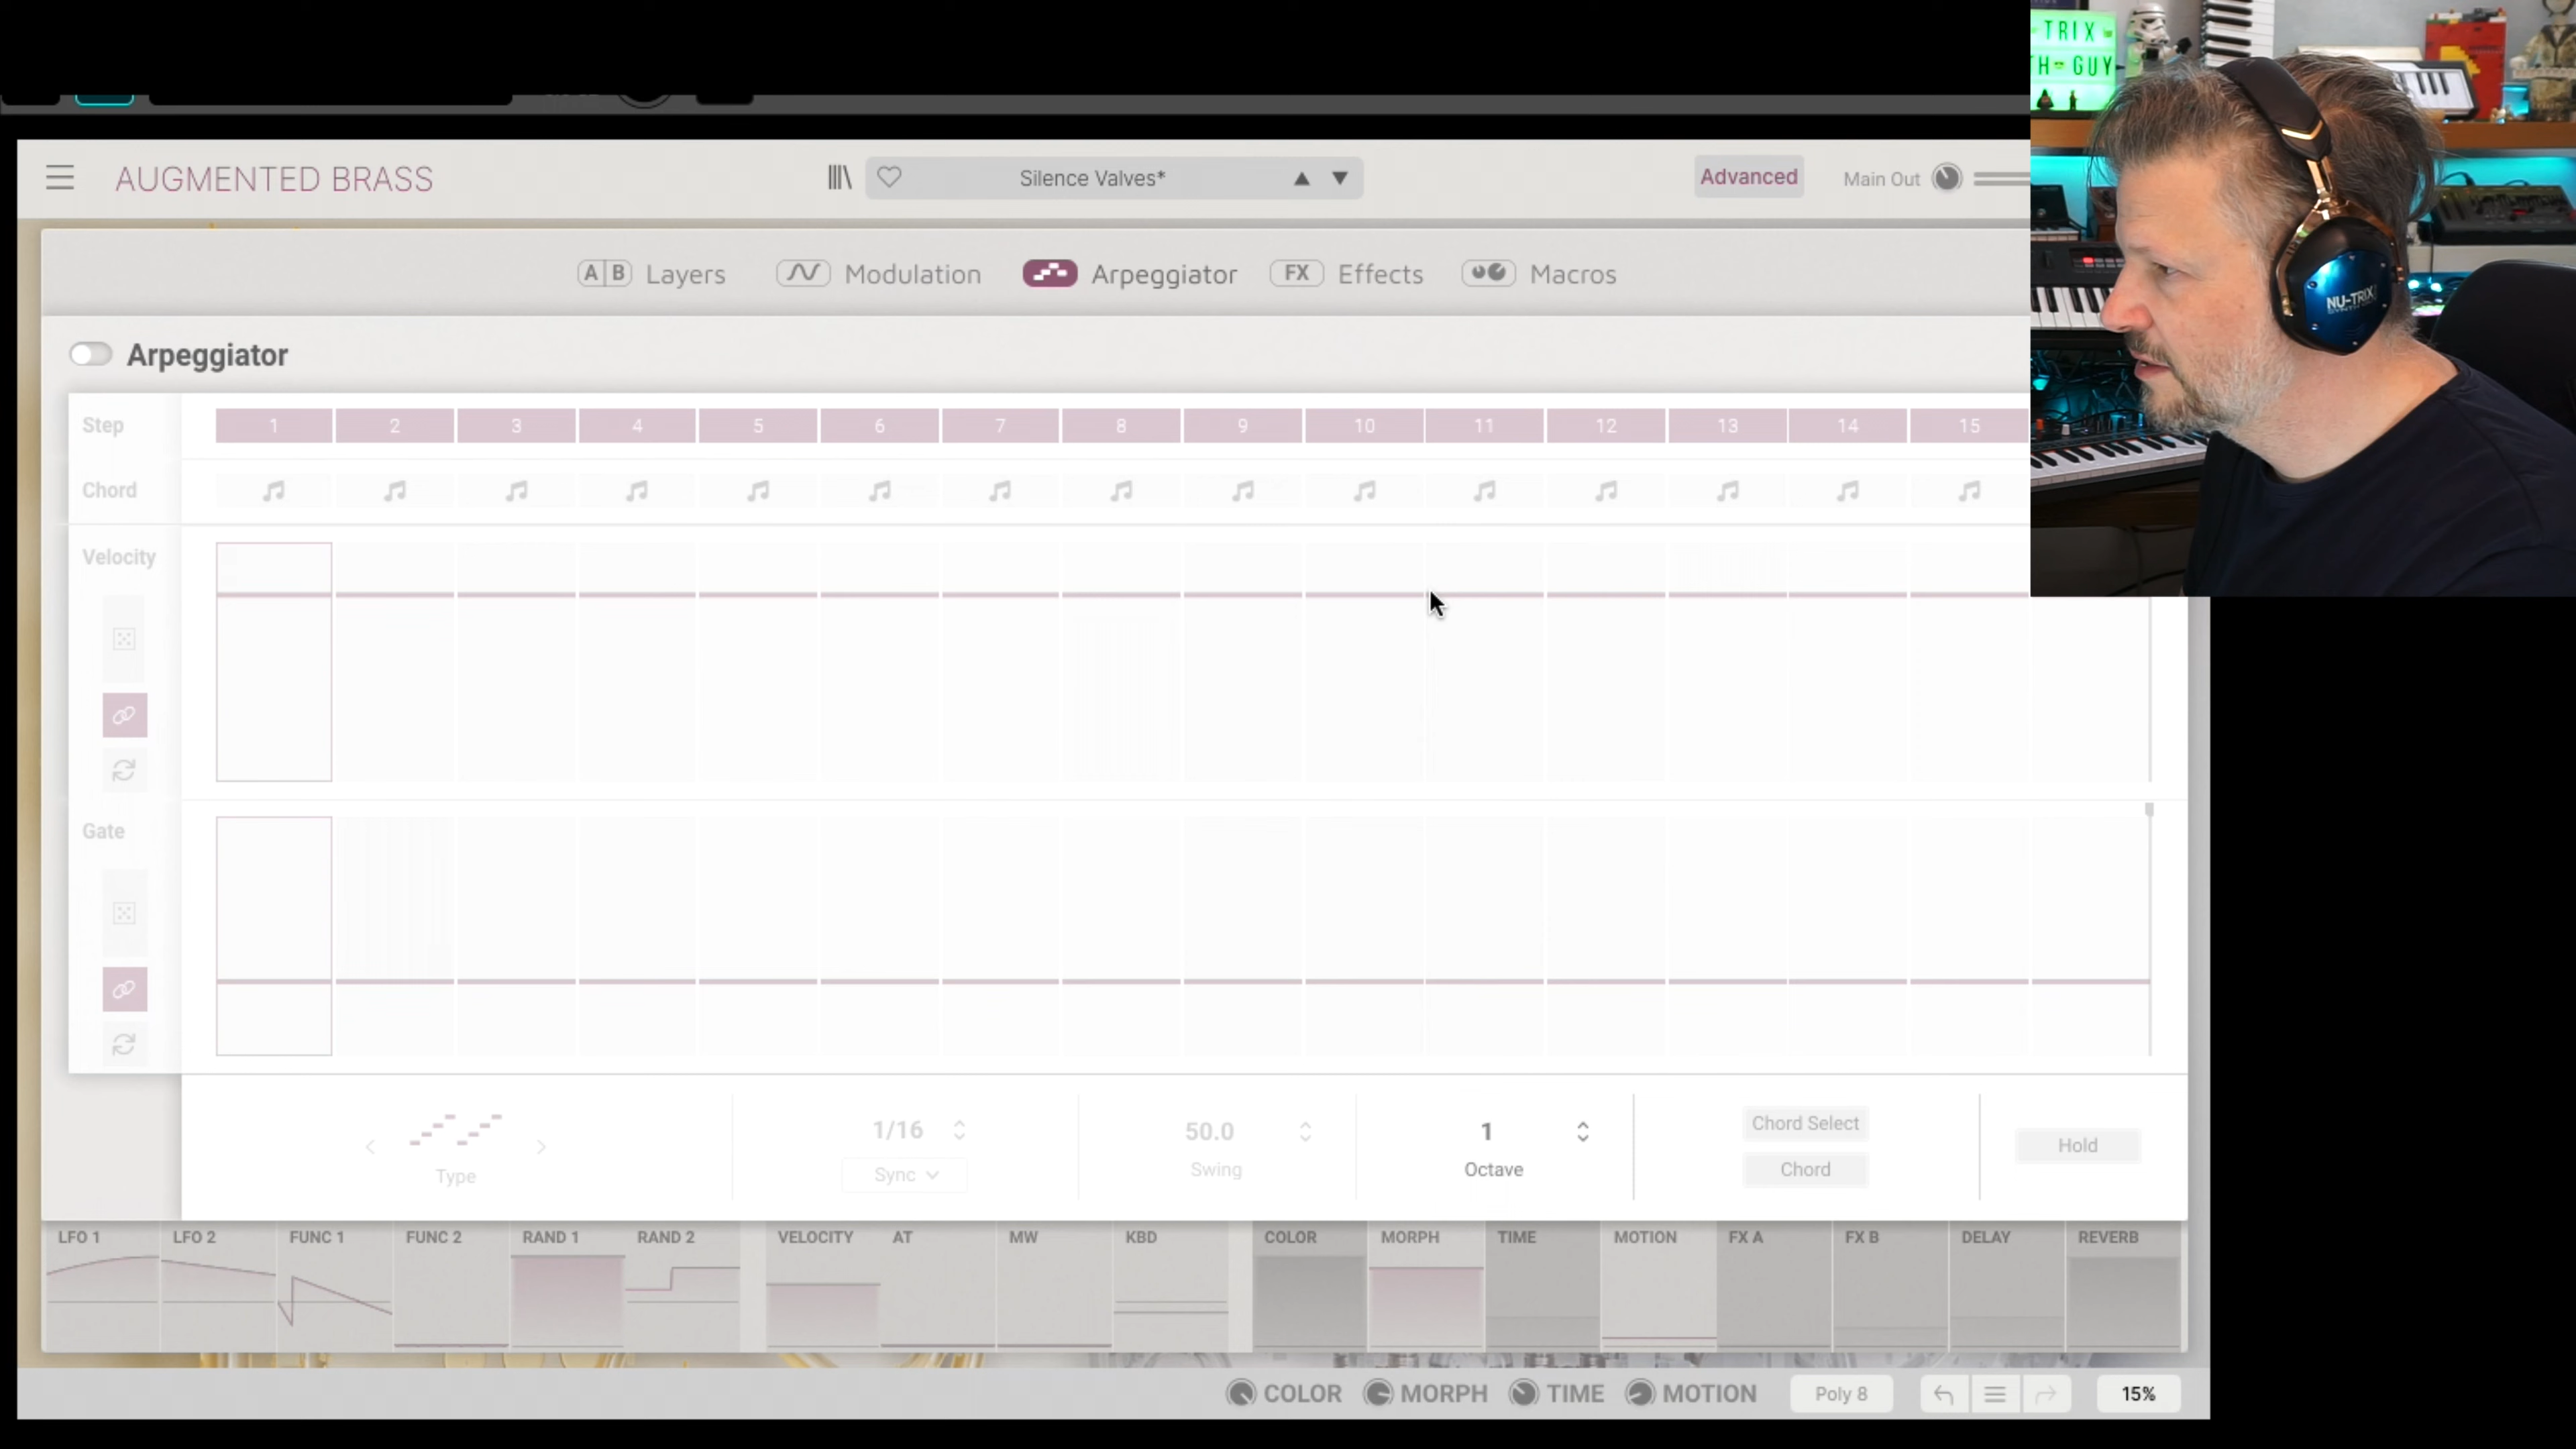 TRIX
H GUY
NU-TRIX
AUGMENTED BRASS
Silence Valves*
Advanced
Main Out
A B Layers
Modulation
Arpeggiator
FX Effects
Macros
Arpeggiator
Step
1 2 3 4 5 6 7 8 9 10 11 12 13 14 15
Chord
Velocity
Gate
Type
1/16
Sync
50.0
Swing
1
Octave
Chord Select
Chord
Hold
LFO 1 LFO 2 FUNC 1 FUNC 2 RAND 1 RAND 2 VELOCITY AT MW KBD COLOR MORPH TIME MOTION FX A FX B DELAY REVERB
COLOR MORPH TIME MOTION Poly 8 15%